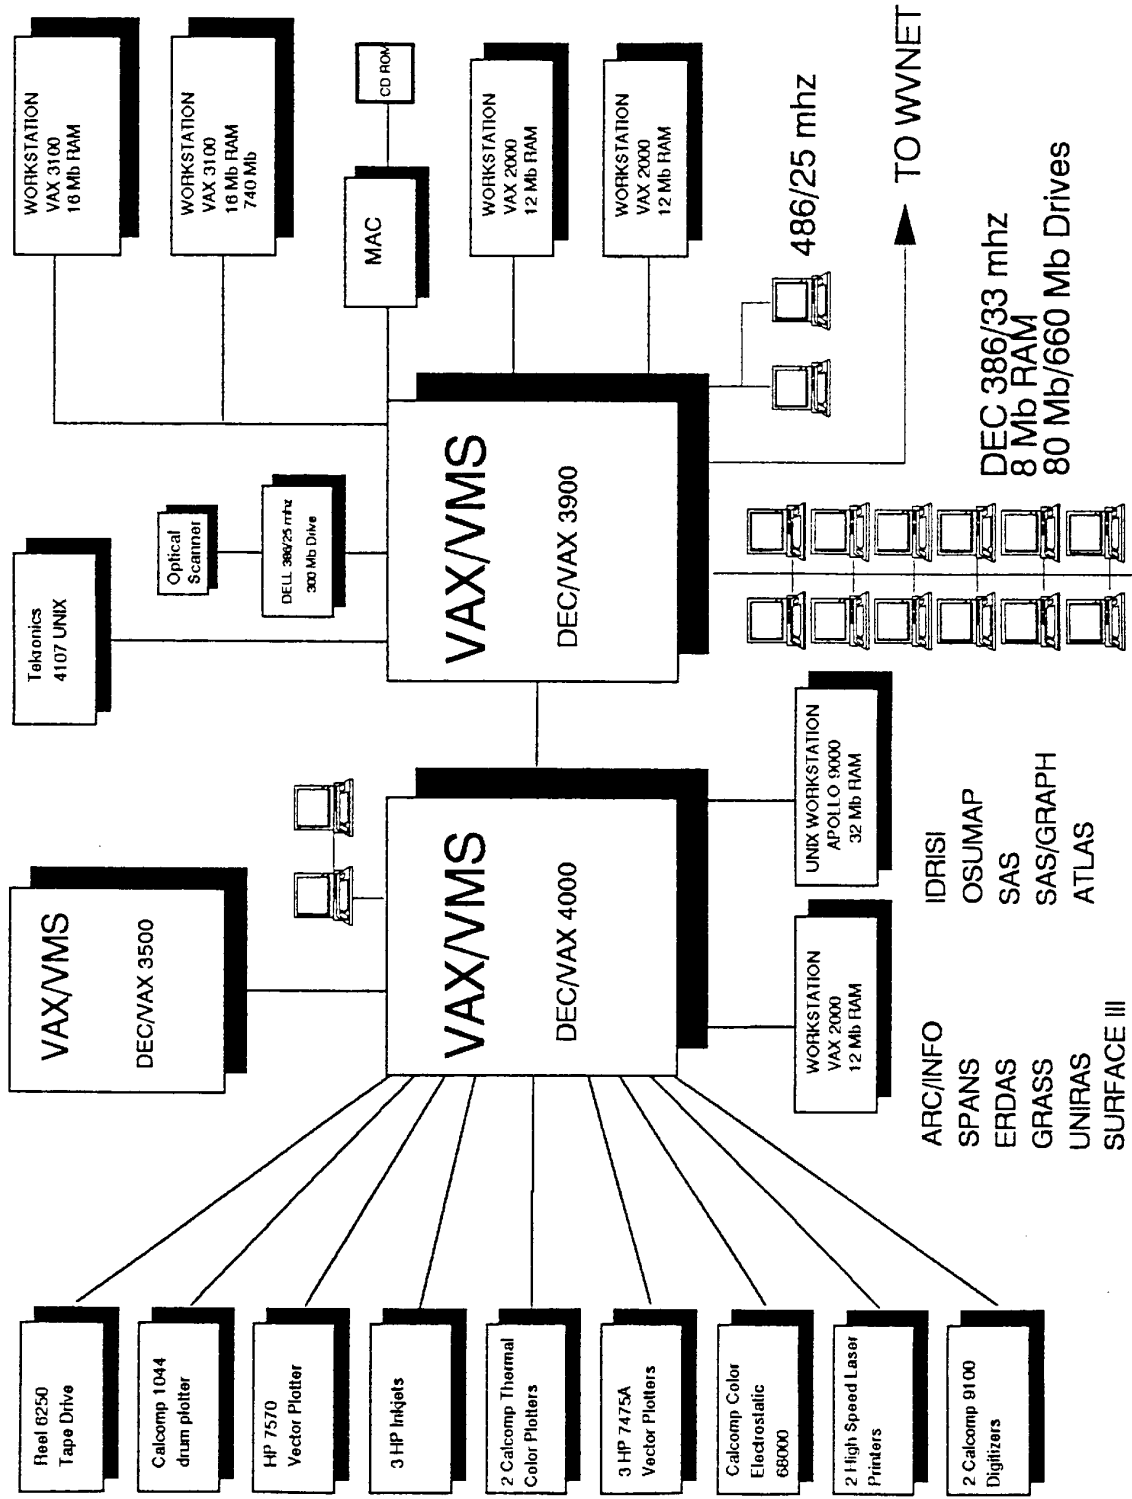 Reel 6250
Tape Drive
Calcomp 1044
drum plotter
HP 7570
Vector Plotter
3 HP Inkjets
2 Calcomp Thermal
Color Plotters
3 HP 7475A
Vector Plotters
Calcomp Color
Electrostatic
68000
2 High Speed Laser
Printers
2 Calcomp 9100
Digitizers
VAX/VMS
DEC/VAX 3500
VAX/VMS
DEC/VAX 4000
WORKSTATION
VAX 2000
12 Mb RAM
UNIX WORKSTATION
APOLLO 9000
32 Mb RAM
ARC/INFO
SPANS
ERDAS
GRASS
UNIRAS
SURFACE III
IDRISI
OSUMAP
SAS
SAS/GRAPH
ATLAS
Tekronics
4107 UNIX
Optical
Scanner
DELL 386/25 mhz
300 Mb Drive
VAX/VMS
DEC/VAX 3900
WORKSTATION
VAX 3100
16 Mb RAM
WORKSTATION
VAX 3100
16 Mb RAM
740 Mb
MAC
CD ROM
WORKSTATION
VAX 2000
12 Mb RAM
WORKSTATION
VAX 2000
12 Mb RAM
486/25 mhz
TO WVNET
DEC 386/33 mhz
8 Mb RAM
80 Mb/660 Mb Drives